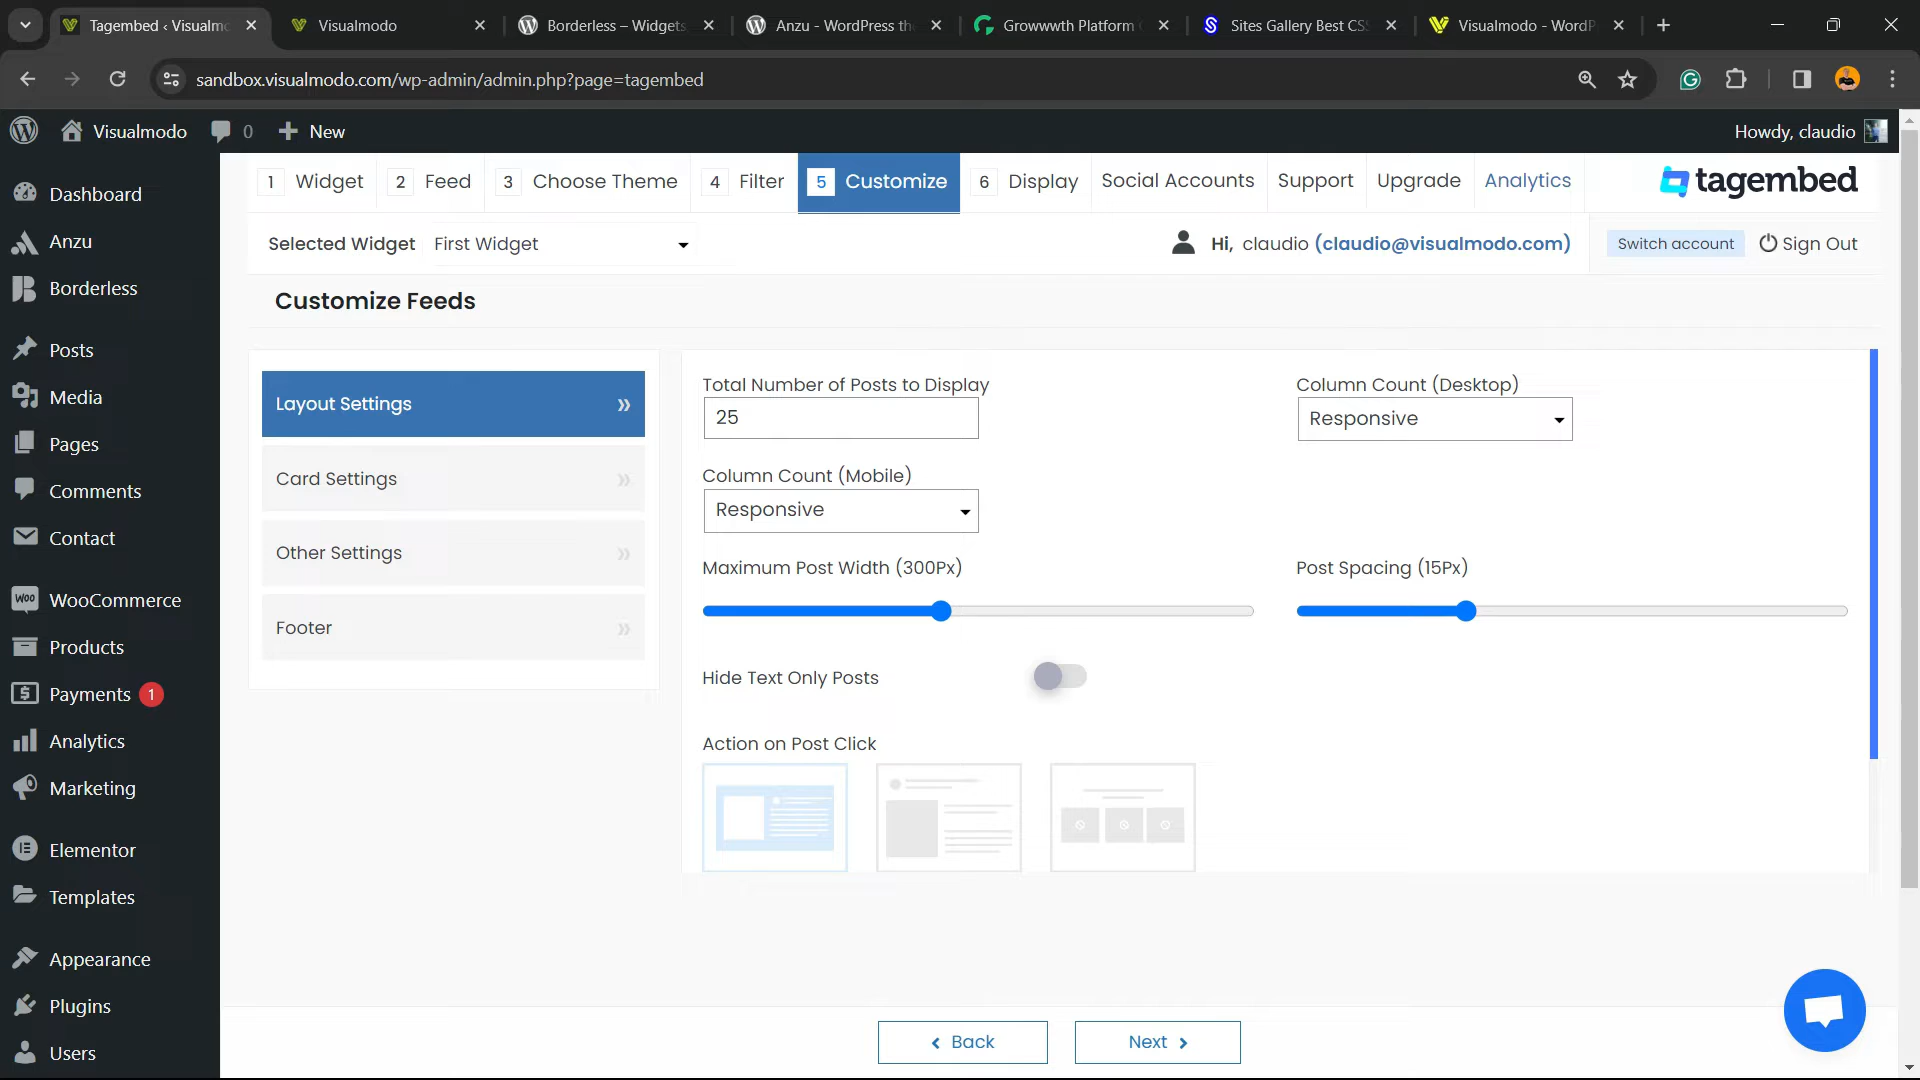 Tagembed ‹ Visualmo
Visualmodo
Borderless – Widgets
Anzu - WordPress th
Growwwth Platform
Sites Gallery Best CS
Visualmodo - WordP
sandbox.visualmodo.com/wp-admin/admin.php?page=tagembed
Visualmodo
0
New
Howdy, claudio
Dashboard
Anzu
Borderless
Posts
Media
Pages
Comments
Contact
WooCommerce
Products
Payments 1
Analytics
Marketing
Elementor
Templates
Appearance
Plugins
Users
1 Widget
2 Feed
3 Choose Theme
4 Filter
5 Customize
6 Display
Social Accounts
Support
Upgrade
Analytics
tagembed
Selected Widget
First Widget
Hi, claudio (claudio@visualmodo.com)
Switch account
Sign Out
Customize Feeds
Layout Settings »
Card Settings »
Other Settings »
Footer »
Total Number of Posts to Display
25
Column Count (Desktop)
Responsive
Column Count (Mobile)
Responsive
Maximum Post Width (300Px)
Post Spacing (15Px)
Hide Text Only Posts
Action on Post Click
‹ Back
Next ›